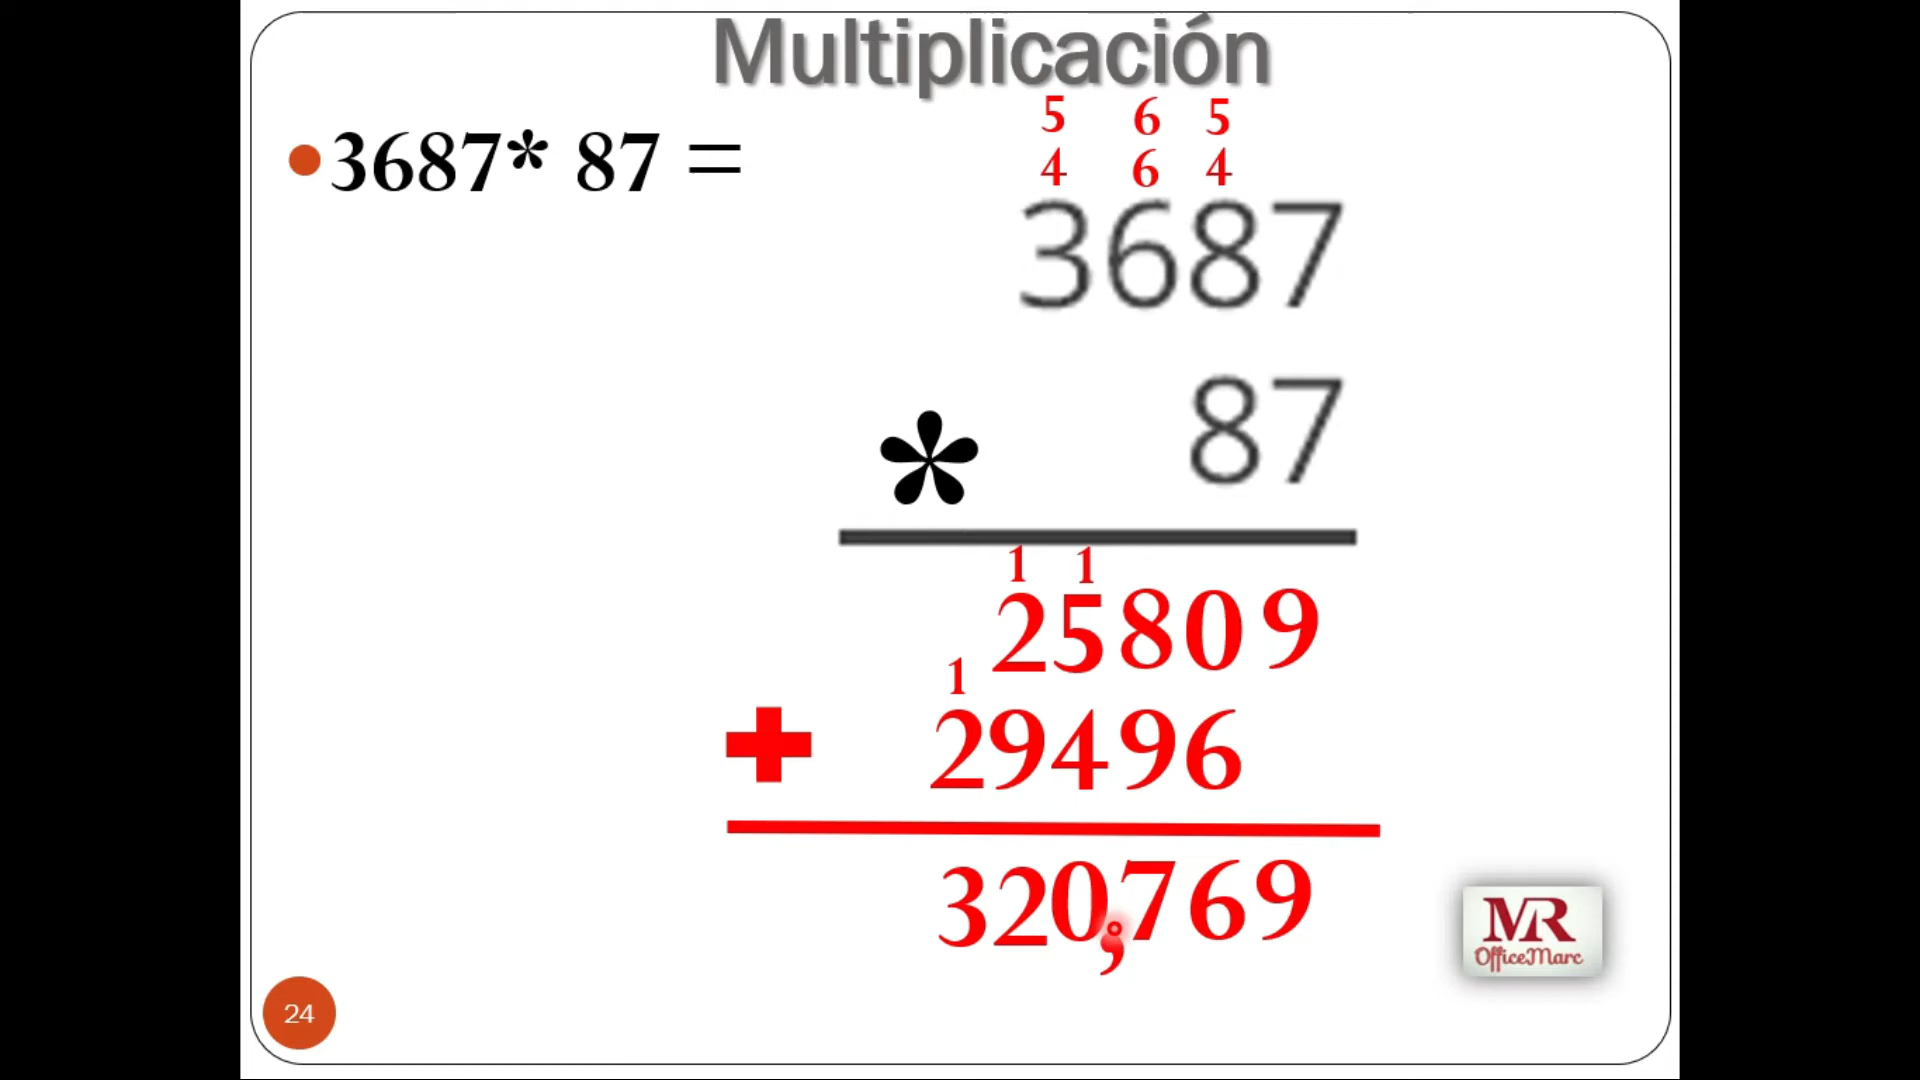 Multiplicación
3687* 87 =
5 6 5
4 6 4
3687
87
*
1 1
25809
1
+ 29496
320,769
MR
OfficeMarc
24